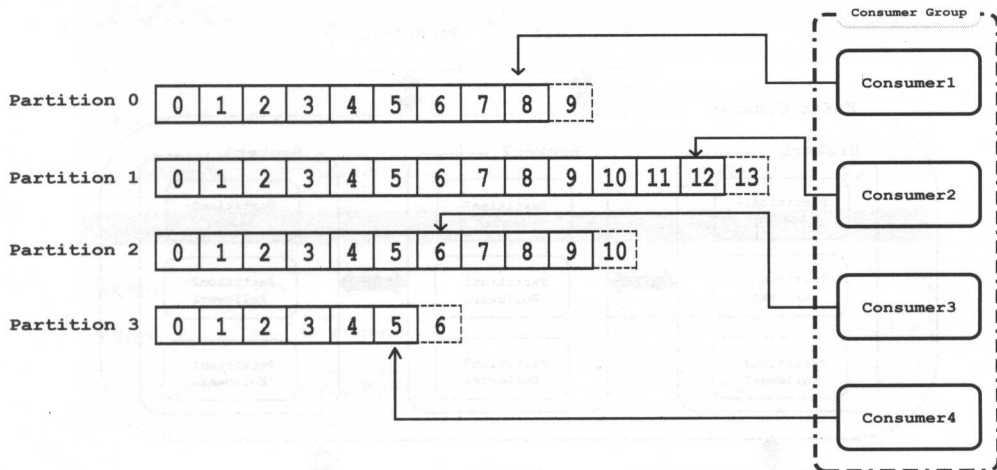 Consumer Group
Consumer1
Partition 0 0 1 2 3 4 5 6 7 8 9
Partition 1 0 1 2 3 4 5 6 7 8 9 10 11 12 13
Consumer2
Partition 2 0 1 2 3 4 5 6 7 8 9 10
Consumer3
Partition 3 0 1 2 3 4 5 6
Consumer4